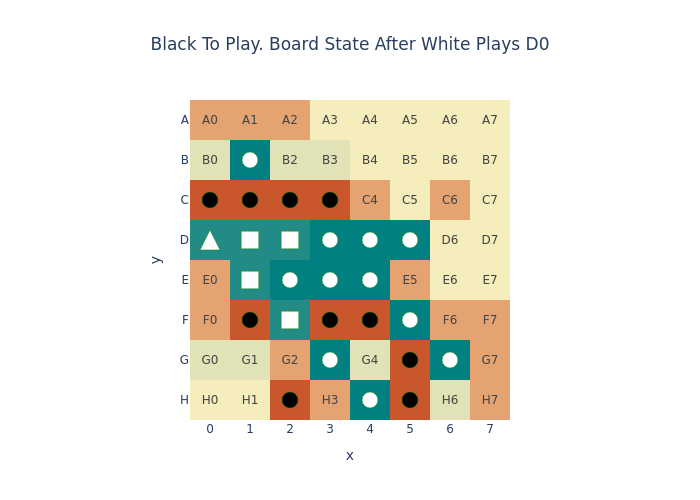 Black To Play. Board State After White Plays D0
A A0 A1 A2 A3 A4 A5 A6 A7
B B0 B2 B3 B4 B5 B6 B7
C C4 C5 C6 C7
D D6 D7
y
E E0 E5 E6 E7
F F0 F6 F7
G G0 G1 G2 G4 G7
H H0 H1 H3 H6 H7
0 1 2 3 4 5 6 7
x